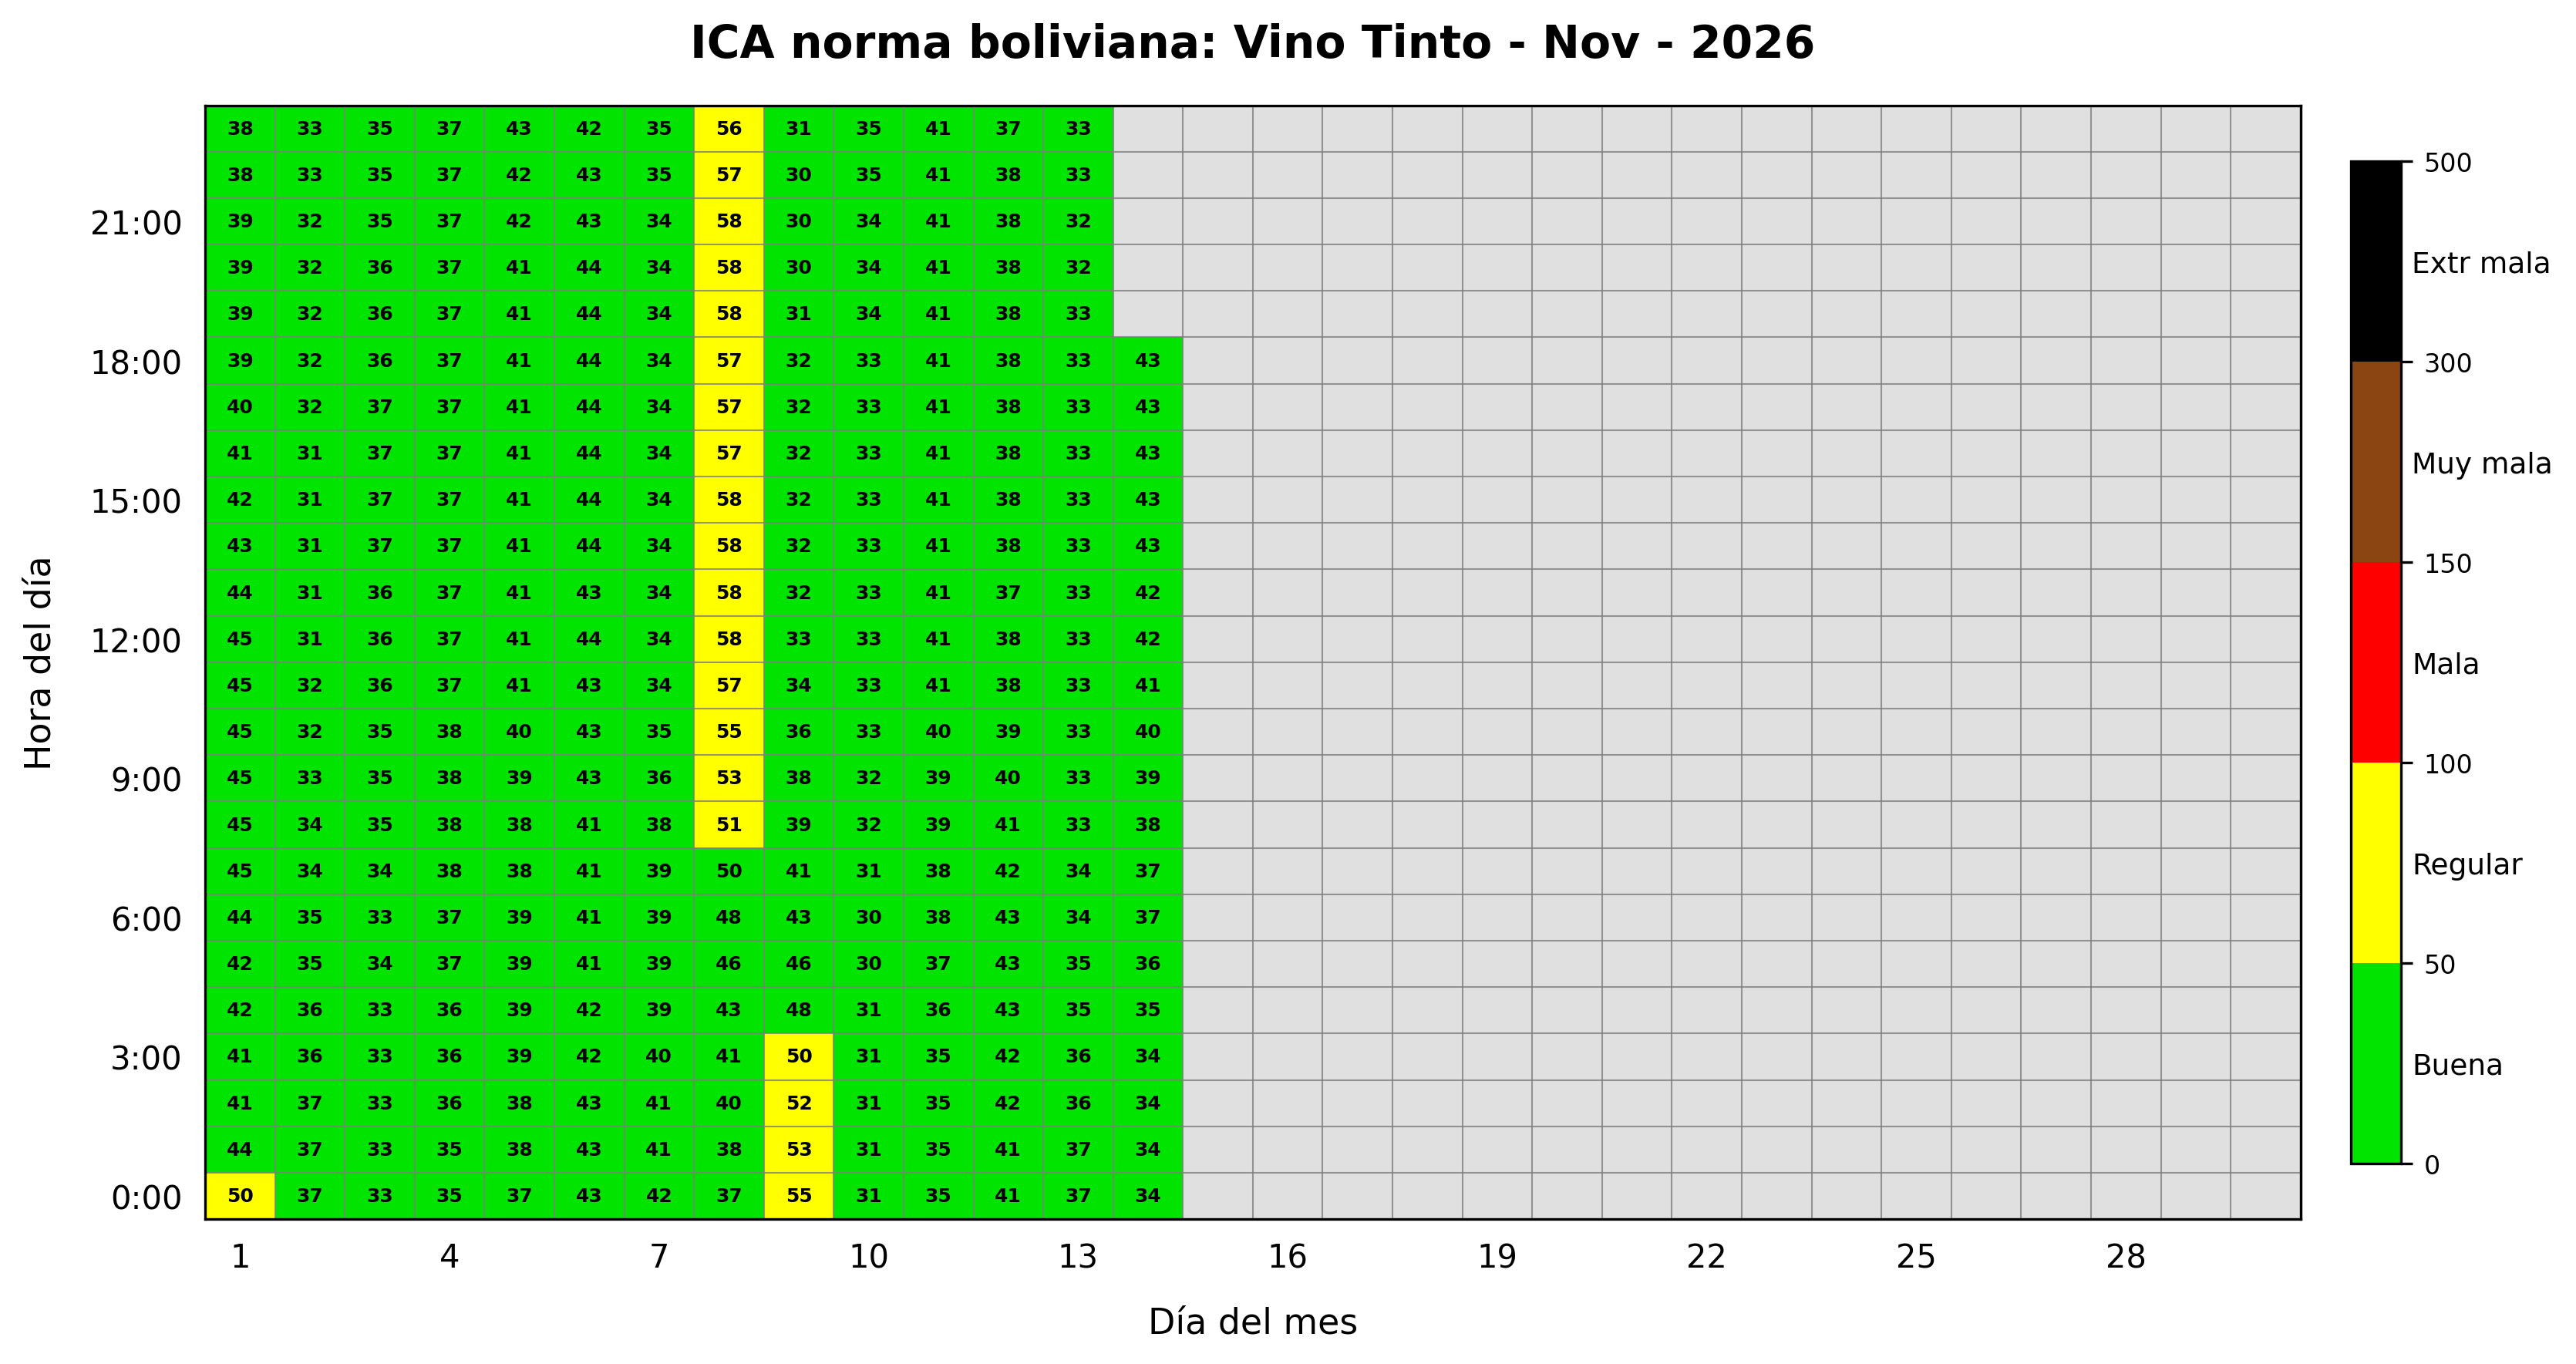 ICA norma boliviana: Vino Tinto - Nov - 2026
38 33 35 37 43 42 35 56 31 35 41 37 33
38 33 35 37 42 43 35 57 30 35 41 38 33
21:00 39 32 35 37 42 43 34 58 30 34 41 38 32
39 32 36 37 41 44 34 58 30 34 41 38 32
39 32 36 37 41 44 34 58 31 34 41 38 33
18:00 39 32 36 37 41 44 34 57 32 33 41 38 33 43
40 32 37 37 41 44 34 57 32 33 41 38 33 43
41 31 37 37 41 44 34 57 32 33 41 38 33 43
15:00 42 31 37 37 41 44 34 58 32 33 41 38 33 43
43 31 37 37 41 44 34 58 32 33 41 38 33 43
44 31 36 37 41 43 34 58 32 33 41 37 33 42
12:00 45 31 36 37 41 44 34 58 33 33 41 38 33 42
45 32 36 37 41 43 34 57 34 33 41 38 33 41
45 32 35 38 40 43 35 55 36 33 40 39 33 40
9:00 45 33 35 38 39 43 36 53 38 32 39 40 33 39
45 34 35 38 38 41 38 51 39 32 39 41 33 38
45 34 34 38 38 41 39 50 41 31 38 42 34 37
6:00 44 35 33 37 39 41 39 48 43 30 38 43 34 37
42 35 34 37 39 41 39 46 46 30 37 43 35 36
42 36 33 36 39 42 39 43 48 31 36 43 35 35
3:00 41 36 33 36 39 42 40 41 50 31 35 42 36 34
41 37 33 36 38 43 41 40 52 31 35 42 36 34
44 37 33 35 38 43 41 38 53 31 35 41 37 34
0:00 50 37 33 35 37 43 42 37 55 31 35 41 37 34
1 4 7 10 13 16 19 22 25 28
Día del mes
Hora del día
500
Extr mala
300
Muy mala
150
Mala
100
Regular
50
Buena
0